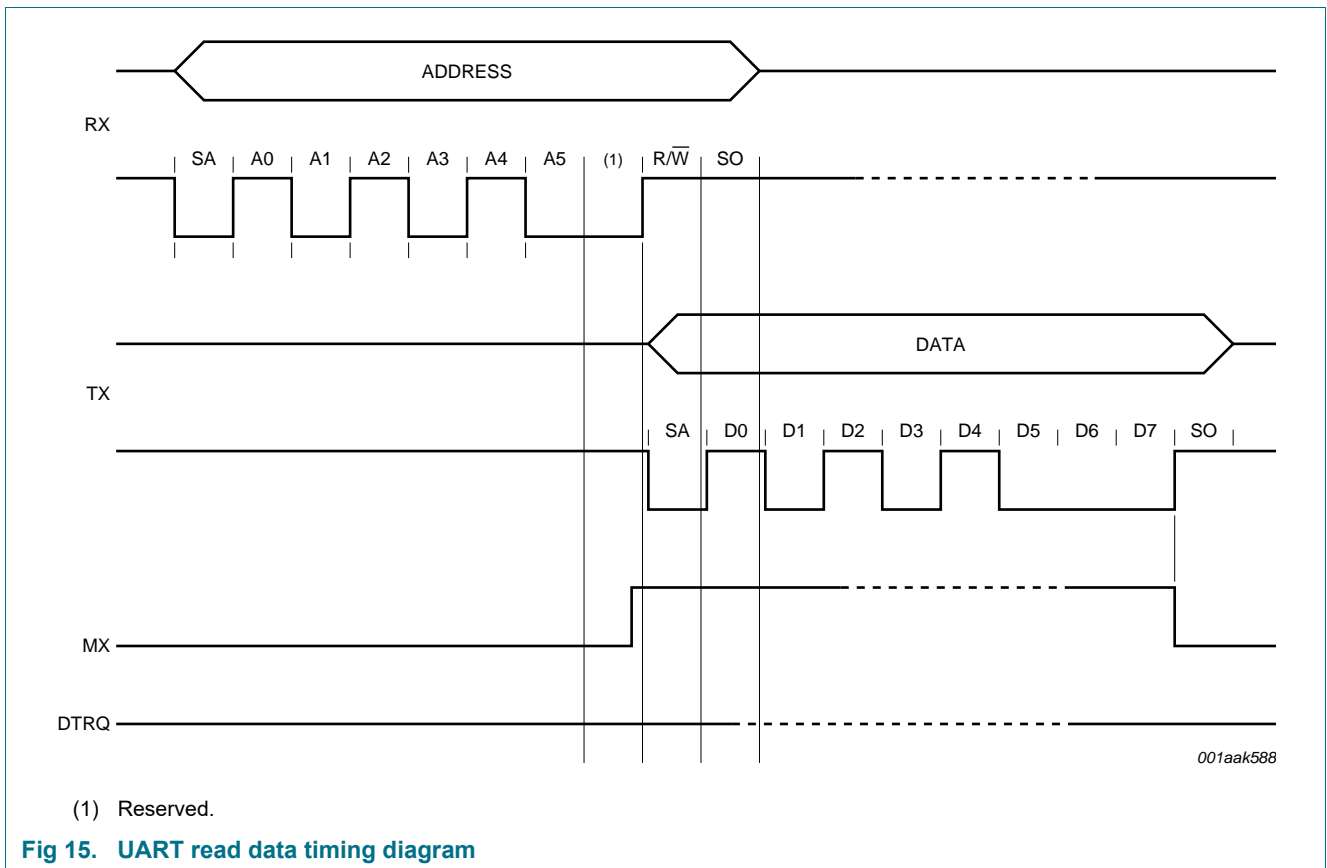 ADDRESS
RX
SA A0 A1 A2 A3 A4 A5 (1) R/W̅ SO
DATA
TX
SA D0 D1 D2 D3 D4 D5 D6 D7 SO
MX
DTRQ
001aak588
(1) Reserved.
Fig 15. UART read data timing diagram